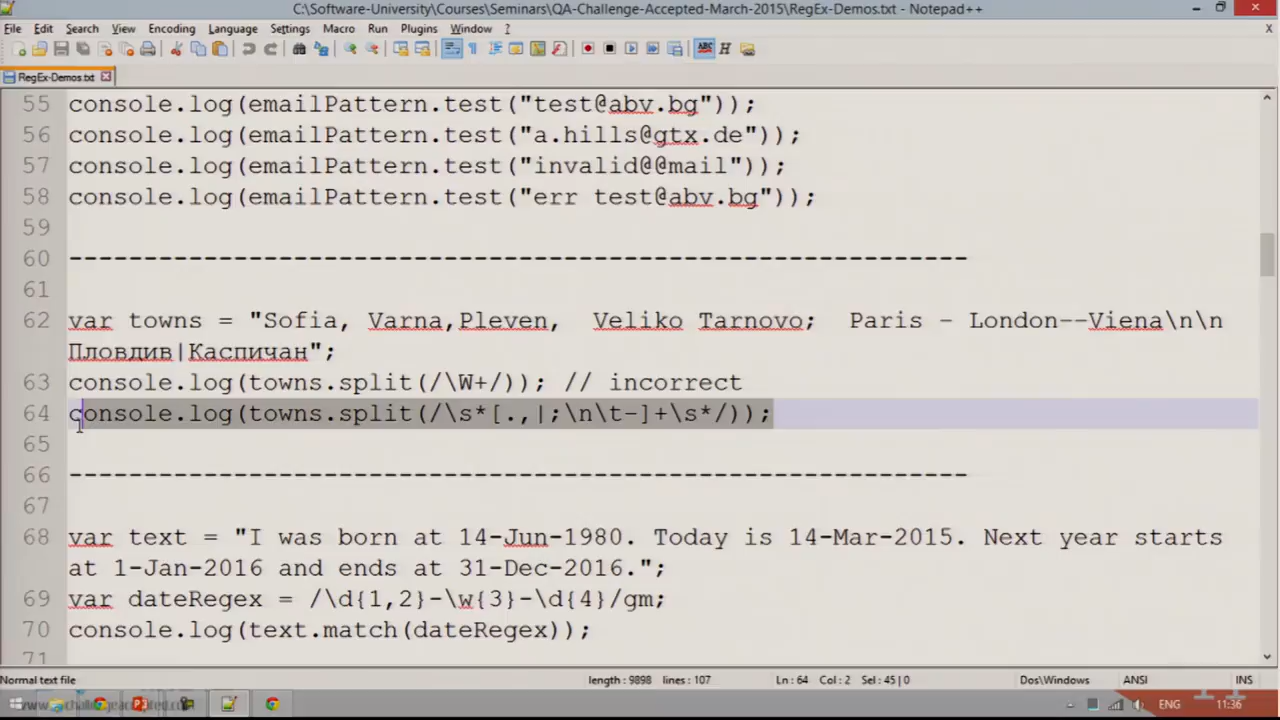 C:\Software-University\Courses\Seminars\QA-Challenge-Accepted-March-2015\RegEx-Demos.txt - Notepad++
File Edit Search View Encoding Language Settings Macro Run Plugins Window ? X
RegEx-Demos.txt
55 console.log(emailPattern.test("test@abv.bg"));
56 console.log(emailPattern.test("a.hills@gtx.de"));
57 console.log(emailPattern.test("invalid@@mail"));
58 console.log(emailPattern.test("err test@abv.bg"));
59
60 ------------------------------------------------------------
61
62 var towns = "Sofia, Varna,Pleven,  Veliko Tarnovo;  Paris – London––Viena\n\n
Пловдив|Каспичан";
63 console.log(towns.split(/\W+/)); // incorrect
64 console.log(towns.split(/\s*[.,|;\n\t-]+\s*/));
65
66 ------------------------------------------------------------
67
68 var text = "I was born at 14-Jun-1980. Today is 14-Mar-2015. Next year starts
at 1-Jan-2016 and ends at 31-Dec-2016.";
69 var dateRegex = /\d{1,2}-\w{3}-\d{4}/gm;
70 console.log(text.match(dateRegex));
71
Normal text file length : 9898 lines : 107 Ln : 64 Col : 2 Sel : 45 | 0 Dos\Windows ANSI INS
www.challengeaccepted.com ENG 11:36